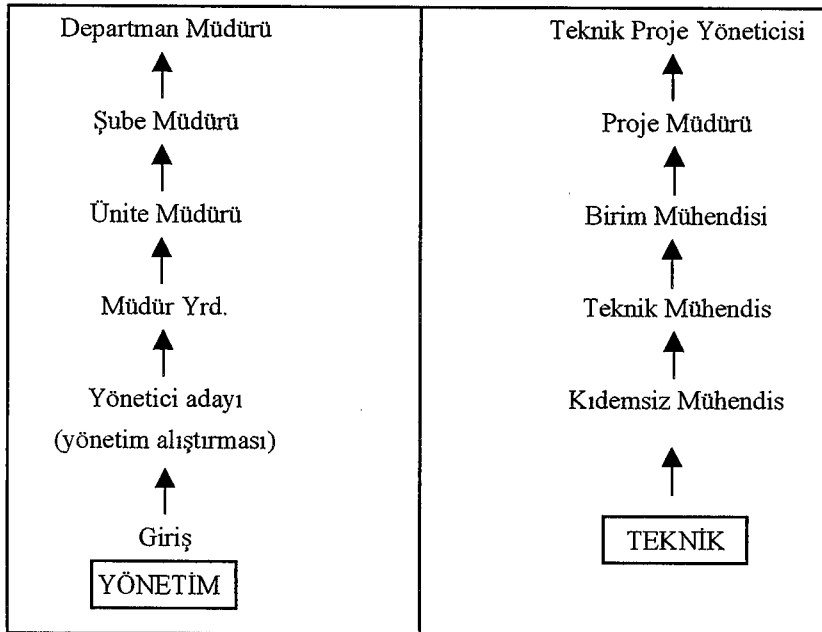 Departman Müdürü
Şube Müdürü
Ünite Müdürü
Müdür Yrd.
Yönetici adayı
(yönetim alıştırması)
Giriş
YÖNETİM
Teknik Proje Yöneticisi
Proje Müdürü
Birim Mühendisi
Teknik Mühendis
Kıdemsiz Mühendis
TEKNİK